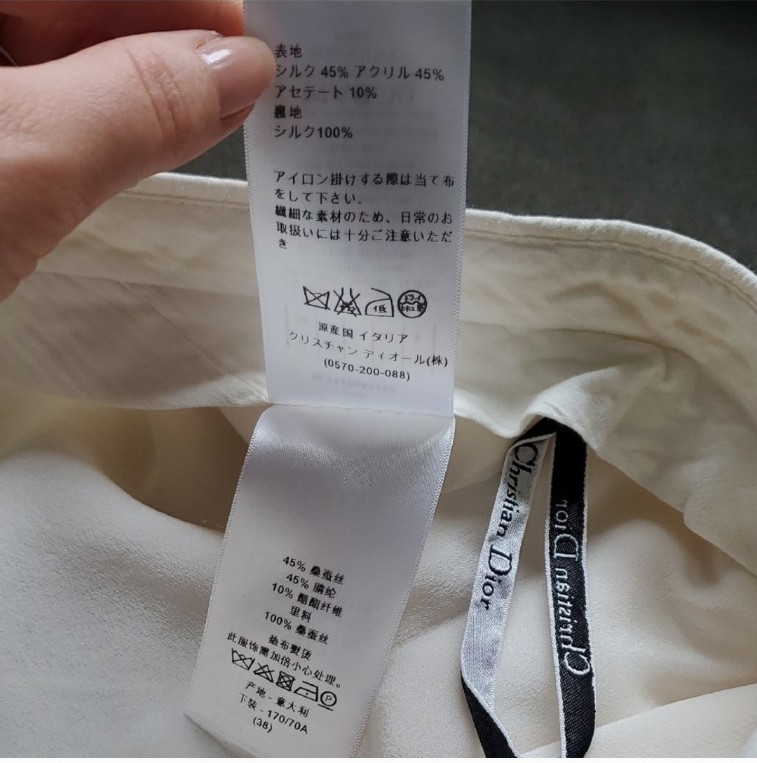 表地
シルク 45% アクリル 45%
アセテート 10%
裏地
シルク100%
アイロン掛けする際は当て布
をして下さい。
繊細な素材のため、日常のお
取扱いには十分ご注意いただ
き
低
原産国 イタリア
クリスチャン ディオール(株)
(0570-200-088)
45% 桑蚕丝
45% 腈纶
10% 醋酯纤维
里料
100% 桑蚕丝
垫布熨烫
此服饰需加倍小心处理。
P
产地 - 意大利
下装 - 170/70A
(38)
Christian Dior
Christian Dior